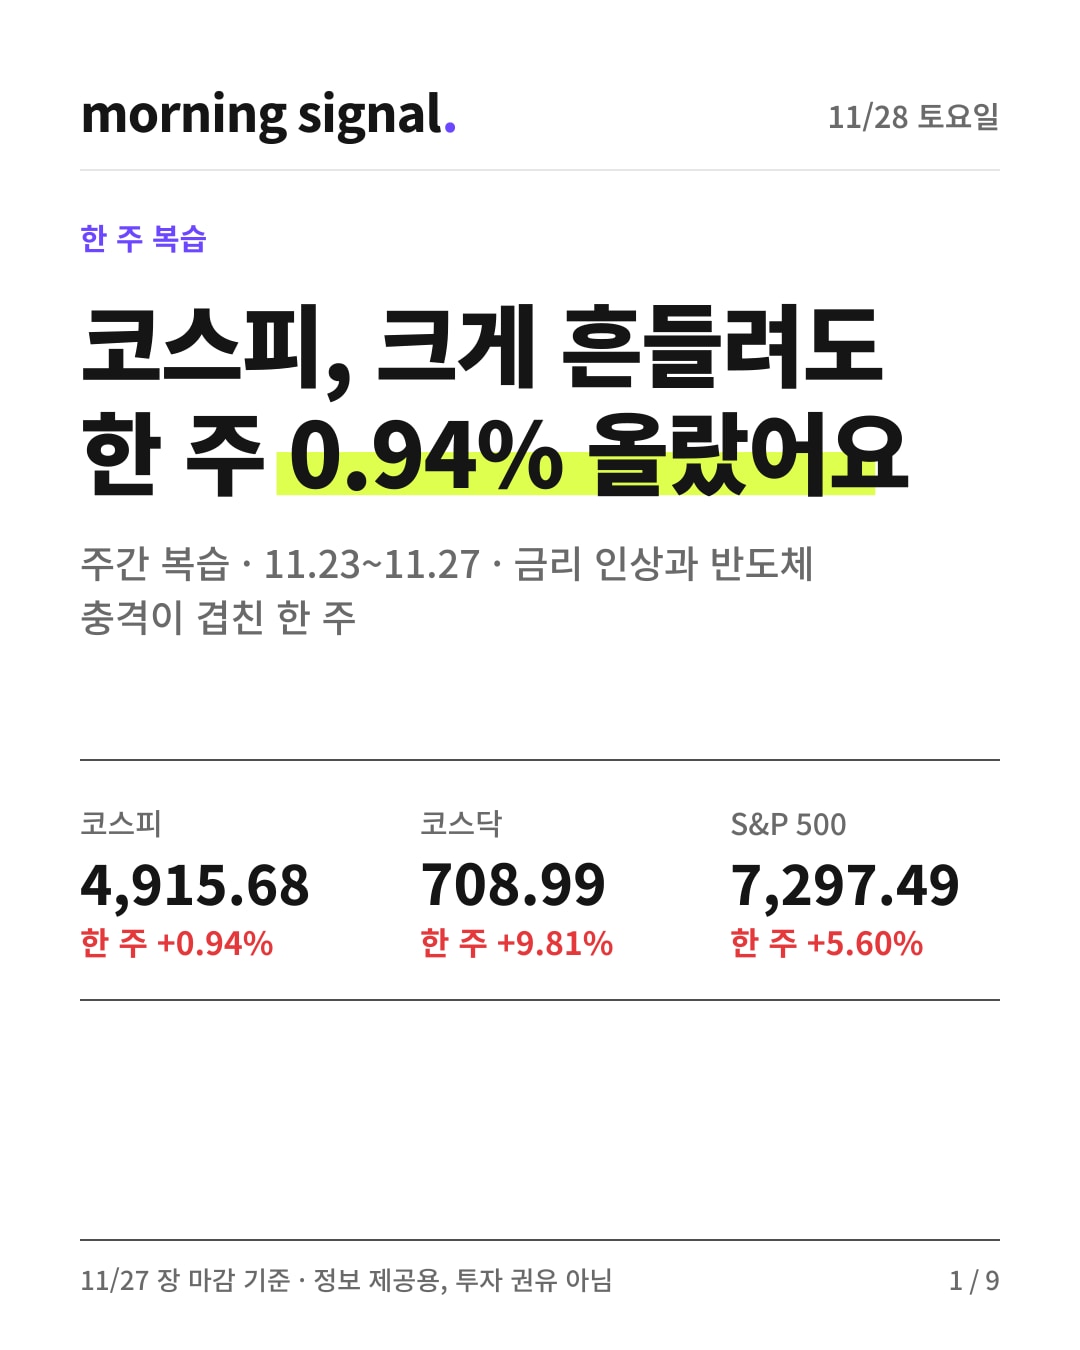 morning signal.
11/28 토요일
한 주 복습
코스피, 크게 흔들려도
한 주 0.94% 올랐어요
주간 복습 · 11.23~11.27 · 금리 인상과 반도체
충격이 겹친 한 주
코스피 코스닥 S&P 500
4,915.68 708.99 7,297.49
한 주 +0.94% 한 주 +9.81% 한 주 +5.60%
11/27 장 마감 기준 · 정보 제공용, 투자 권유 아님
1 / 9